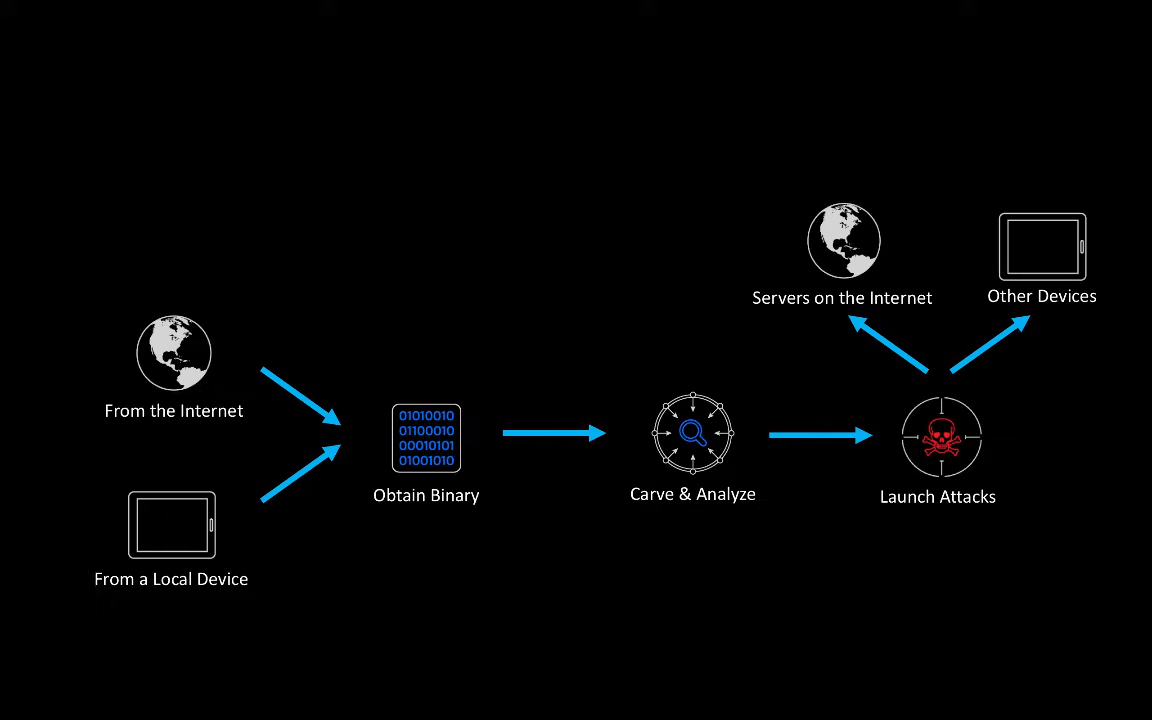 Servers on the Internet
Other Devices
From the Internet
01010010
01100010
00010101
01001010
Obtain Binary
Carve & Analyze
Launch Attacks
From a Local Device